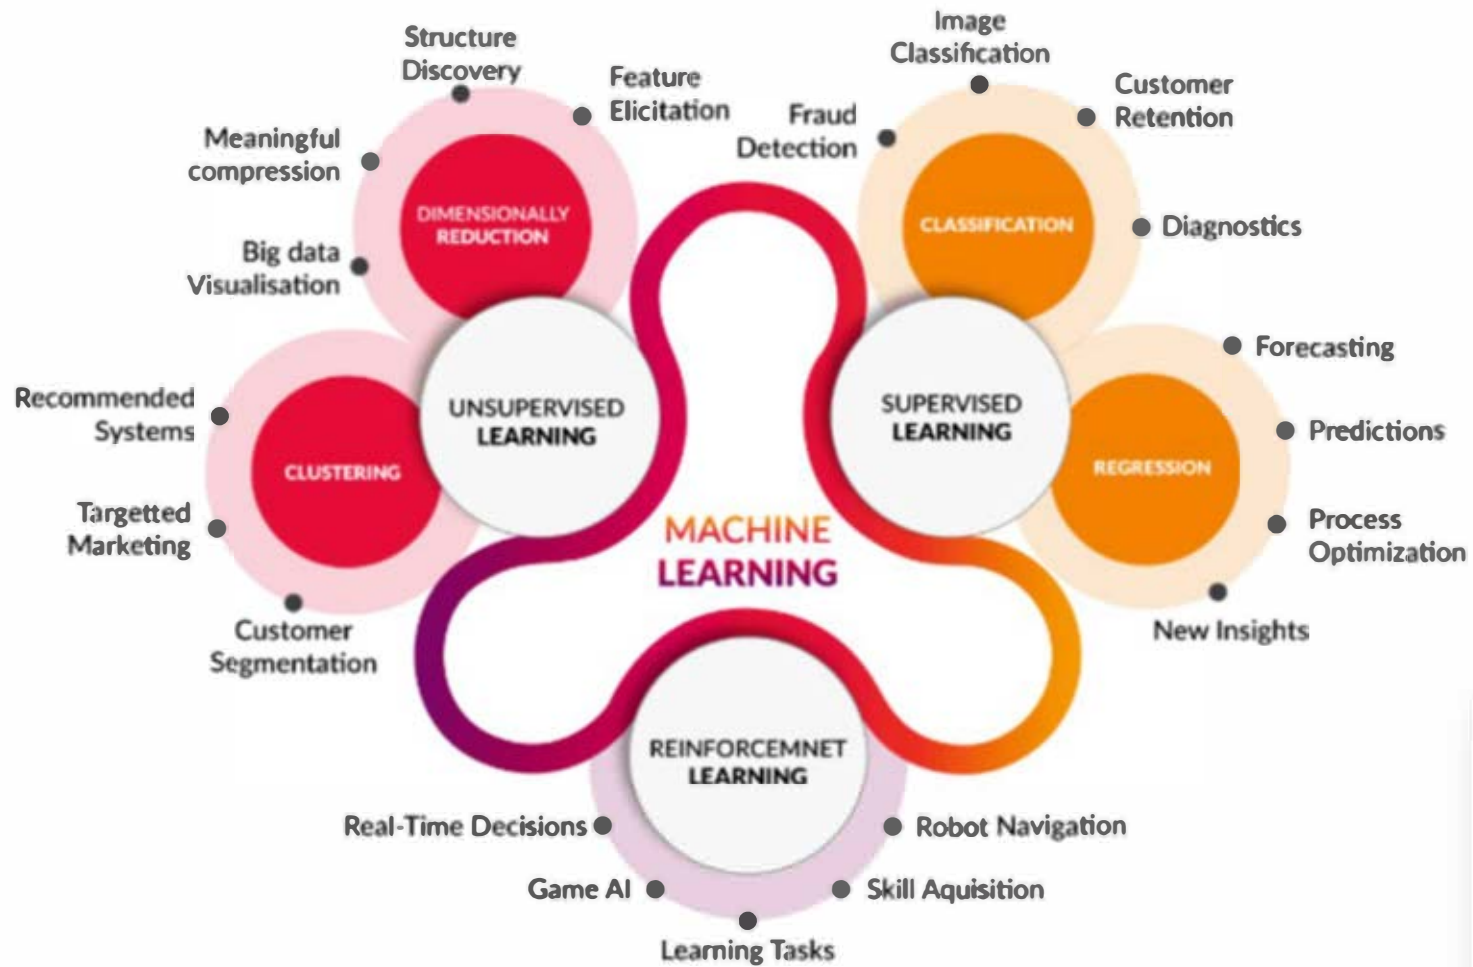 Structure
Discovery
Feature
Elicitation
Meaningful
compression
Big data
Visualisation
DIMENSIONALLY
REDUCTION
Recommended
Systems
Targetted
Marketing
Customer
Segmentation
CLUSTERING
UNSUPERVISED
LEARNING
Image
Classification
Customer
Retention
Fraud
Detection
Diagnostics
CLASSIFICATION
SUPERVISED
LEARNING
Forecasting
Predictions
Process
Optimization
New Insights
REGRESSION
MACHINE
LEARNING
REINFORCEMNET
LEARNING
Real-Time Decisions
Game AI
Learning Tasks
Skill Aquisition
Robot Navigation